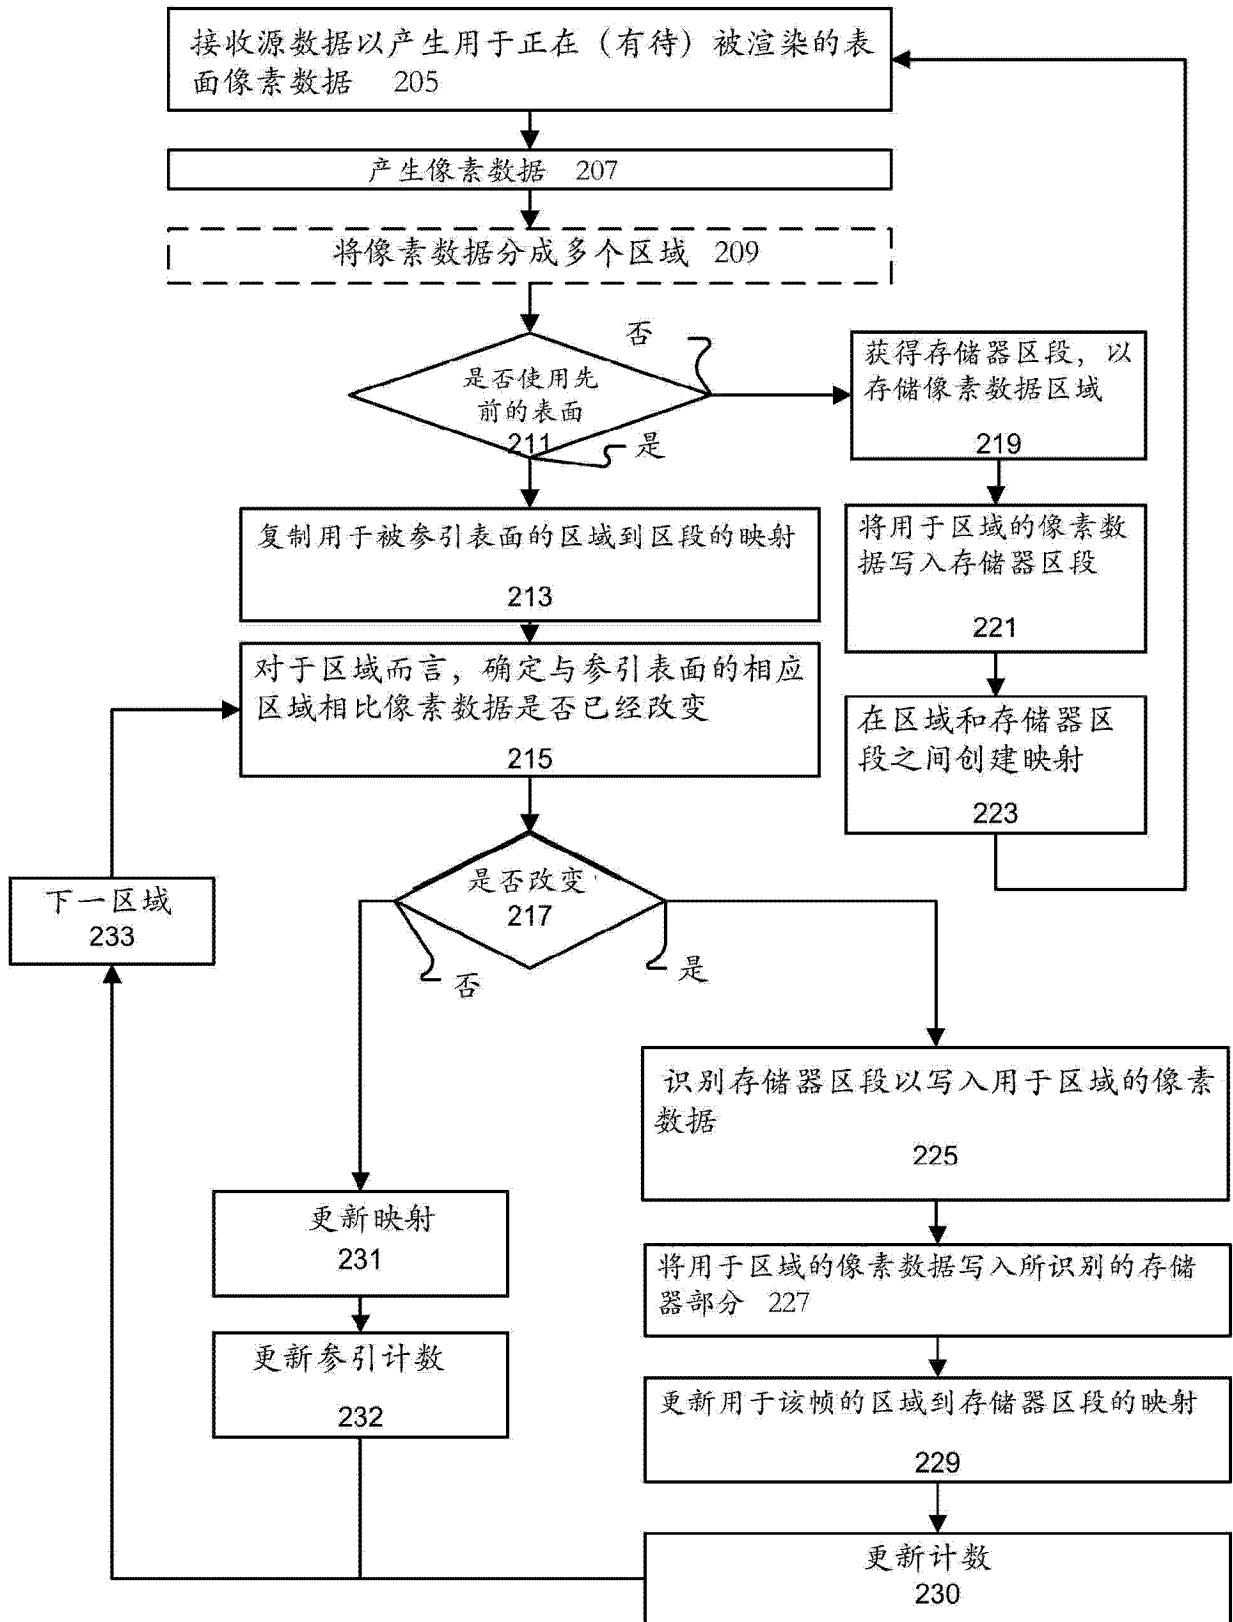 接收源数据以产生用于正在（有待）被渲染的表
面像素数据 205
产生像素数据 207
将像素数据分成多个区域 209
是否使用先
前的表面
211
否
是
获得存储器区段，以
存储像素数据区域
219
将用于区域的像素数
据写入存储器区段
221
在区域和存储器区
段之间创建映射
223
复制用于被参引表面的区域到区段的映射
213
对于区域而言，确定与参引表面的相应
区域相比像素数据是否已经改变
215
是否改变
217
否
是
下一区域
233
识别存储器区段以写入用于区域的像素
数据
225
更新映射
231
将用于区域的像素数据写入所识别的存储
器部分 227
更新参引计数
232
更新用于该帧的区域到存储器区段的映射
229
更新计数
230